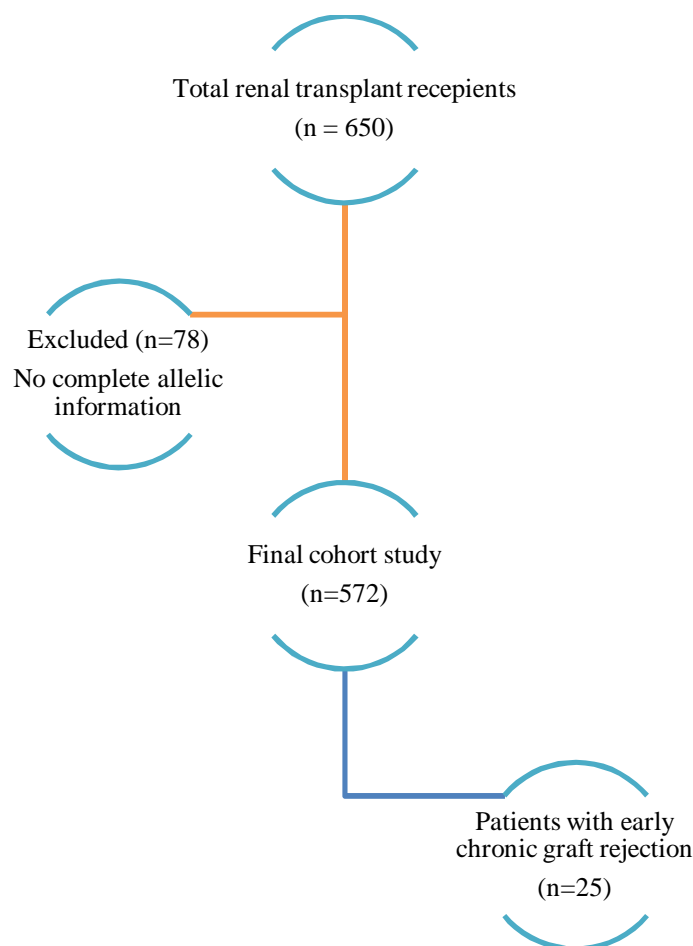 Total renal transplant recepients
(n = 650)
Excluded (n=78)
No complete allelic
information
Final cohort study
(n=572)
Patients with early
chronic graft rejection
(n=25)